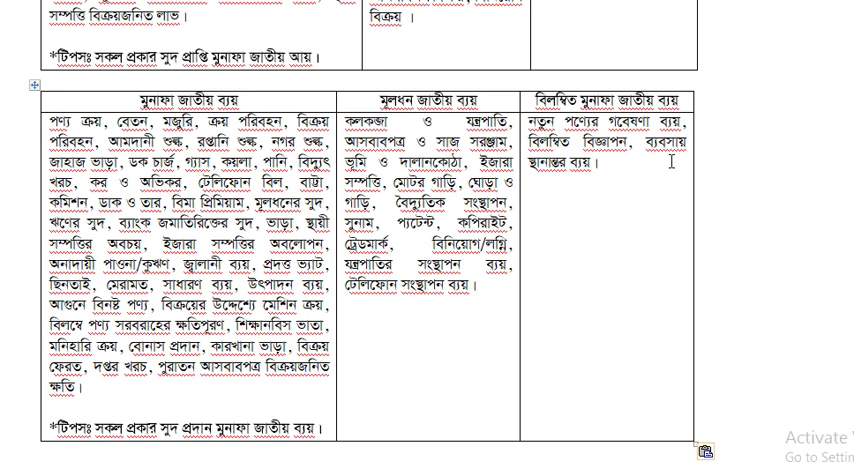 সম্পত্তি বিক্রয়জনিত লাভ।
বিক্রয় ।
*টিপসঃ সকল প্রকার সুদ প্রাপ্তি মুনাফা জাতীয় আয়।
মুনাফা জাতীয় ব্যয়
পণ্য ক্রয়, বেতন, মজুরি, ক্রয় পরিবহন, বিক্রয়
পরিবহন, আমদানী শুল্ক, রপ্তানি শুল্ক, নগর শুল্ক,
জাহাজ ভাড়া, ডক চার্জ, গ্যাস, কয়লা, পানি, বিদ্যুৎ
খরচ, কর ও অভিকর, টেলিফোন বিল, বাট্টা,
কমিশন, ডাক ও তার, বিমা প্রিমিয়াম, মূলধনের সুদ,
ঋণের সুদ, ব্যাংক জমাতিরিক্তের সুদ, ভাড়া, স্থায়ী
সম্পত্তির অবচয়, ইজারা সম্পত্তির অবলোপন,
অনাদায়ী পাওনা/কুঋণ, জ্বালানী ব্যয়, প্রদত্ত ভ্যাট,
ছিনতাই, মেরামত, সাধারণ ব্যয়, উৎপাদন ব্যয়,
আগুনে বিনষ্ট পণ্য, বিক্রয়ের উদ্দেশ্যে মেশিন ক্রয়,
বিলম্বে পণ্য সরবরাহের ক্ষতিপূরণ, শিক্ষানবিস ভাতা,
মনিহারি ক্রয়, বোনাস প্রদান, কারখানা ভাড়া, বিক্রয়
ফেরত, দপ্তর খরচ, পুরাতন আসবাবপত্র বিক্রয়জনিত
ক্ষতি।
*টিপসঃ সকল প্রকার সুদ প্রদান মুনাফা জাতীয় ব্যয়।
মূলধন জাতীয় ব্যয়
কলকব্জা ও যন্ত্রপাতি,
আসবাবপত্র ও সাজ সরঞ্জাম,
ভূমি ও দালানকোঠা, ইজারা
সম্পত্তি, মোটর গাড়ি, ঘোড়া ও
গাড়ি, বৈদ্যুতিক সংস্থাপন,
সুনাম, প্যটেন্ট, কপিরাইট,
ট্রেডমার্ক, বিনিয়োগ/লগ্নি,
যন্ত্রপাতির সংস্থাপন ব্যয়,
টেলিফোন সংস্থাপন ব্যয়।
বিলম্বিত মুনাফা জাতীয় ব্যয়
নতুন পণ্যের গবেষণা ব্যয়,
বিলম্বিত বিজ্ঞাপন, ব্যবসায়
স্থানান্তর ব্যয়।
Activate
Go to Settin